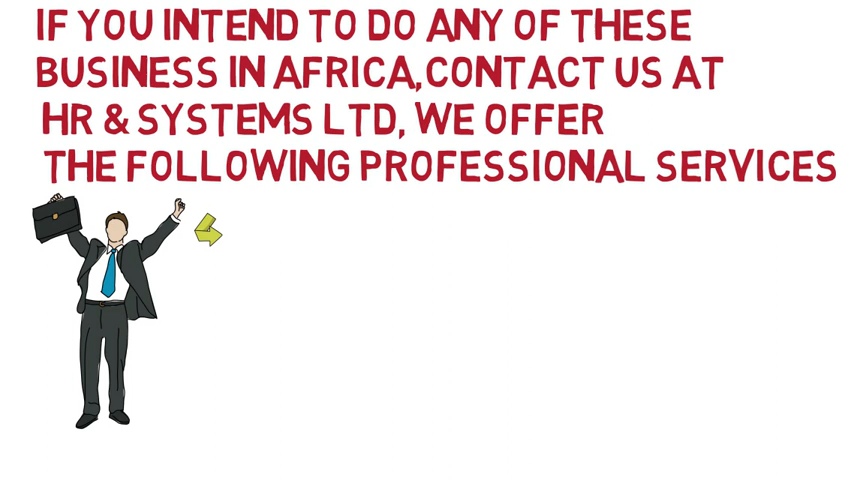 IF YOU INTEND TO DO ANY OF THESE
BUSINESS IN AFRICA,CONTACT US AT
HR & SYSTEMS LTD, WE OFFER
THE FOLLOWING PROFESSIONAL SERVICES